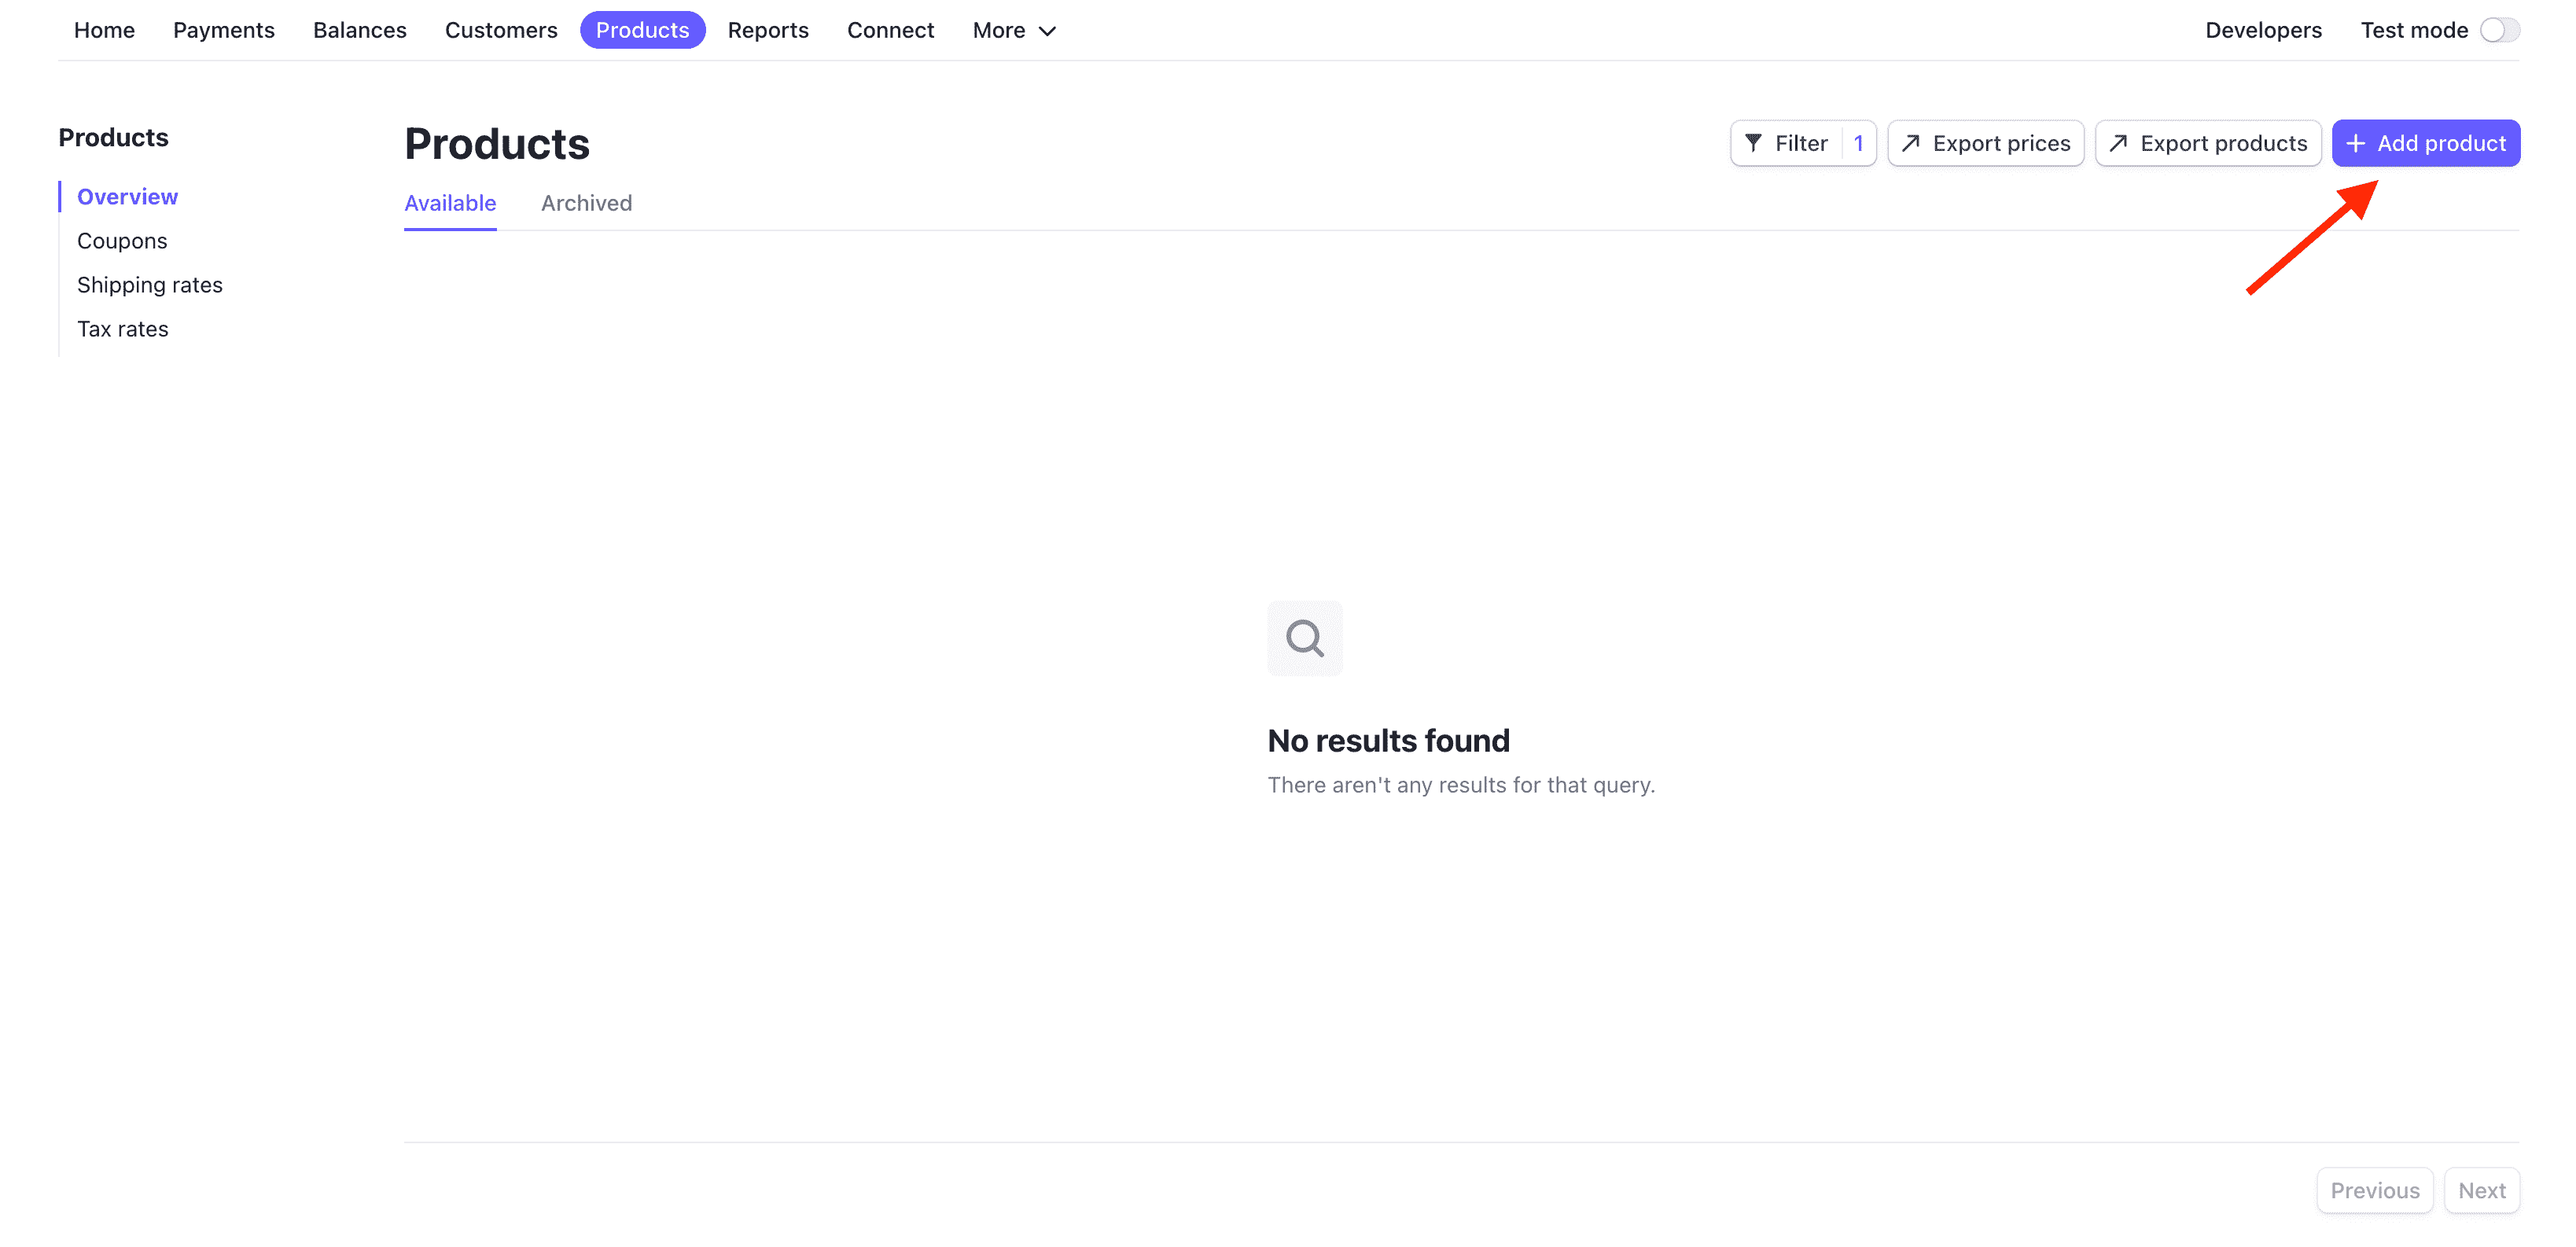 Home Payments Balances Customers Products Reports Connect More Developers Test mode
Products
Overview
Coupons
Shipping rates
Tax rates
Products
Filter 1 Export prices Export products Add product
Available Archived
No results found
There aren't any results for that query.
Previous Next